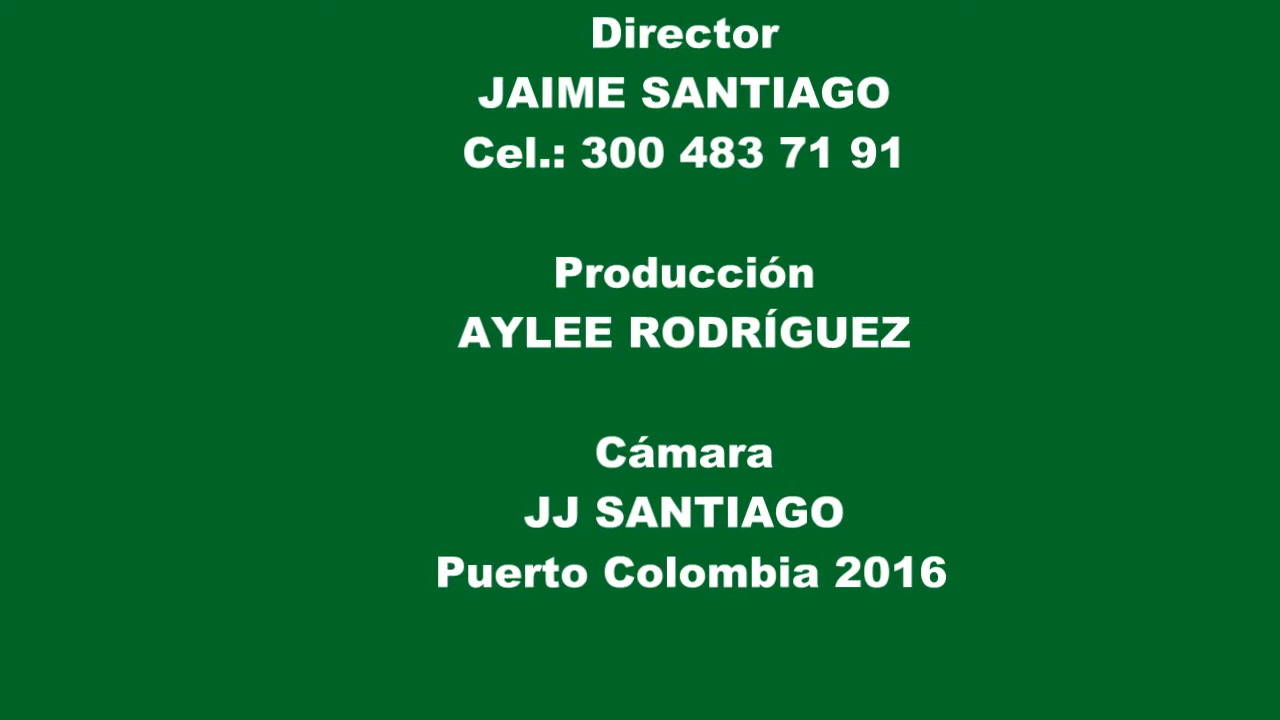 Director
JAIME SANTIAGO
Cel.: 300 483 71 91
Producción
AYLEE RODRÍGUEZ
Cámara
JJ SANTIAGO
Puerto Colombia 2016